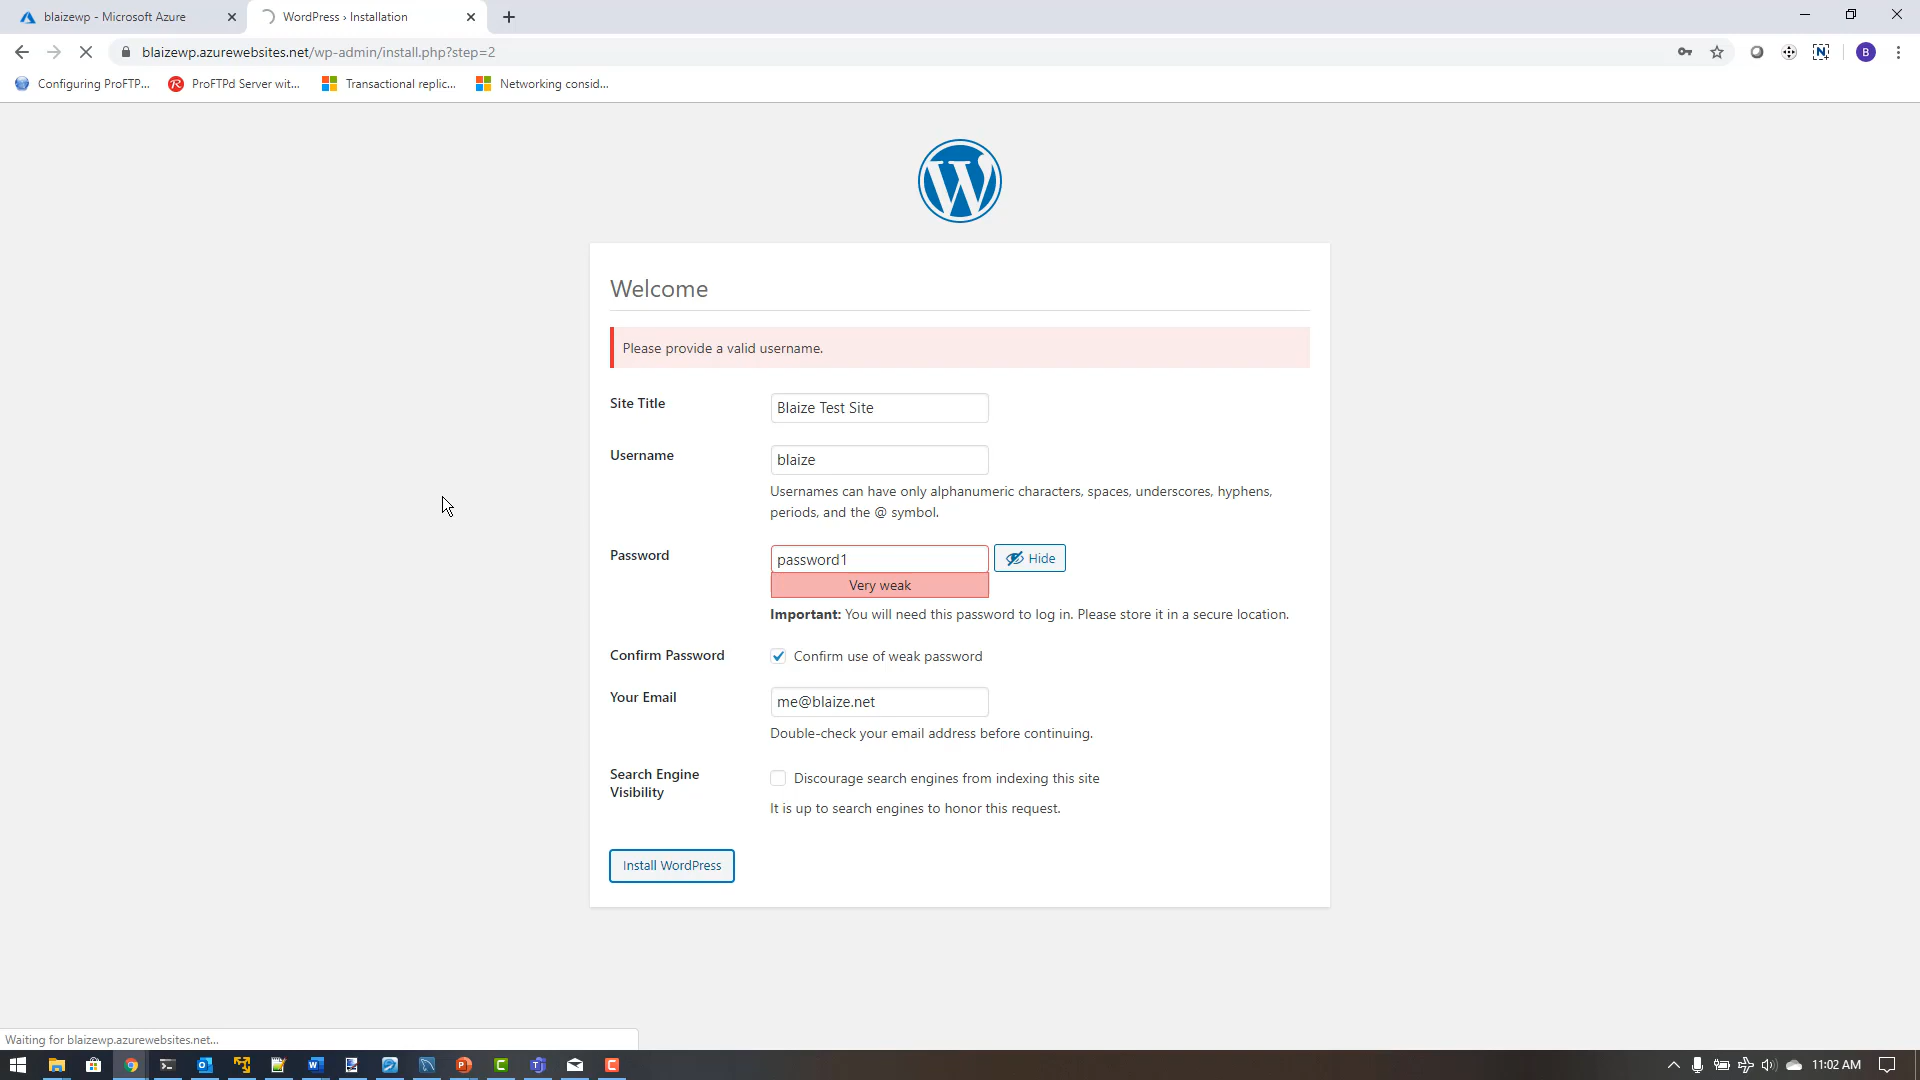 blaizewp - Microsoft Azure
WordPress › Installation
blaizewp.azurewebsites.net/wp-admin/install.php?step=2
B
Configuring ProFTP...
ProFTPd Server wit...
Transactional replic...
Networking consid...
Welcome
Please provide a valid username.
Site Title
Blaize Test Site
Username
blaize
Usernames can have only alphanumeric characters, spaces, underscores, hyphens,
periods, and the @ symbol.
Password
password1
Hide
Very weak
Important: You will need this password to log in. Please store it in a secure location.
Confirm Password
Confirm use of weak password
Your Email
me@blaize.net
Double-check your email address before continuing.
Search Engine
Visibility
Discourage search engines from indexing this site
It is up to search engines to honor this request.
Install WordPress
Waiting for blaizewp.azurewebsites.net...
11:02 AM